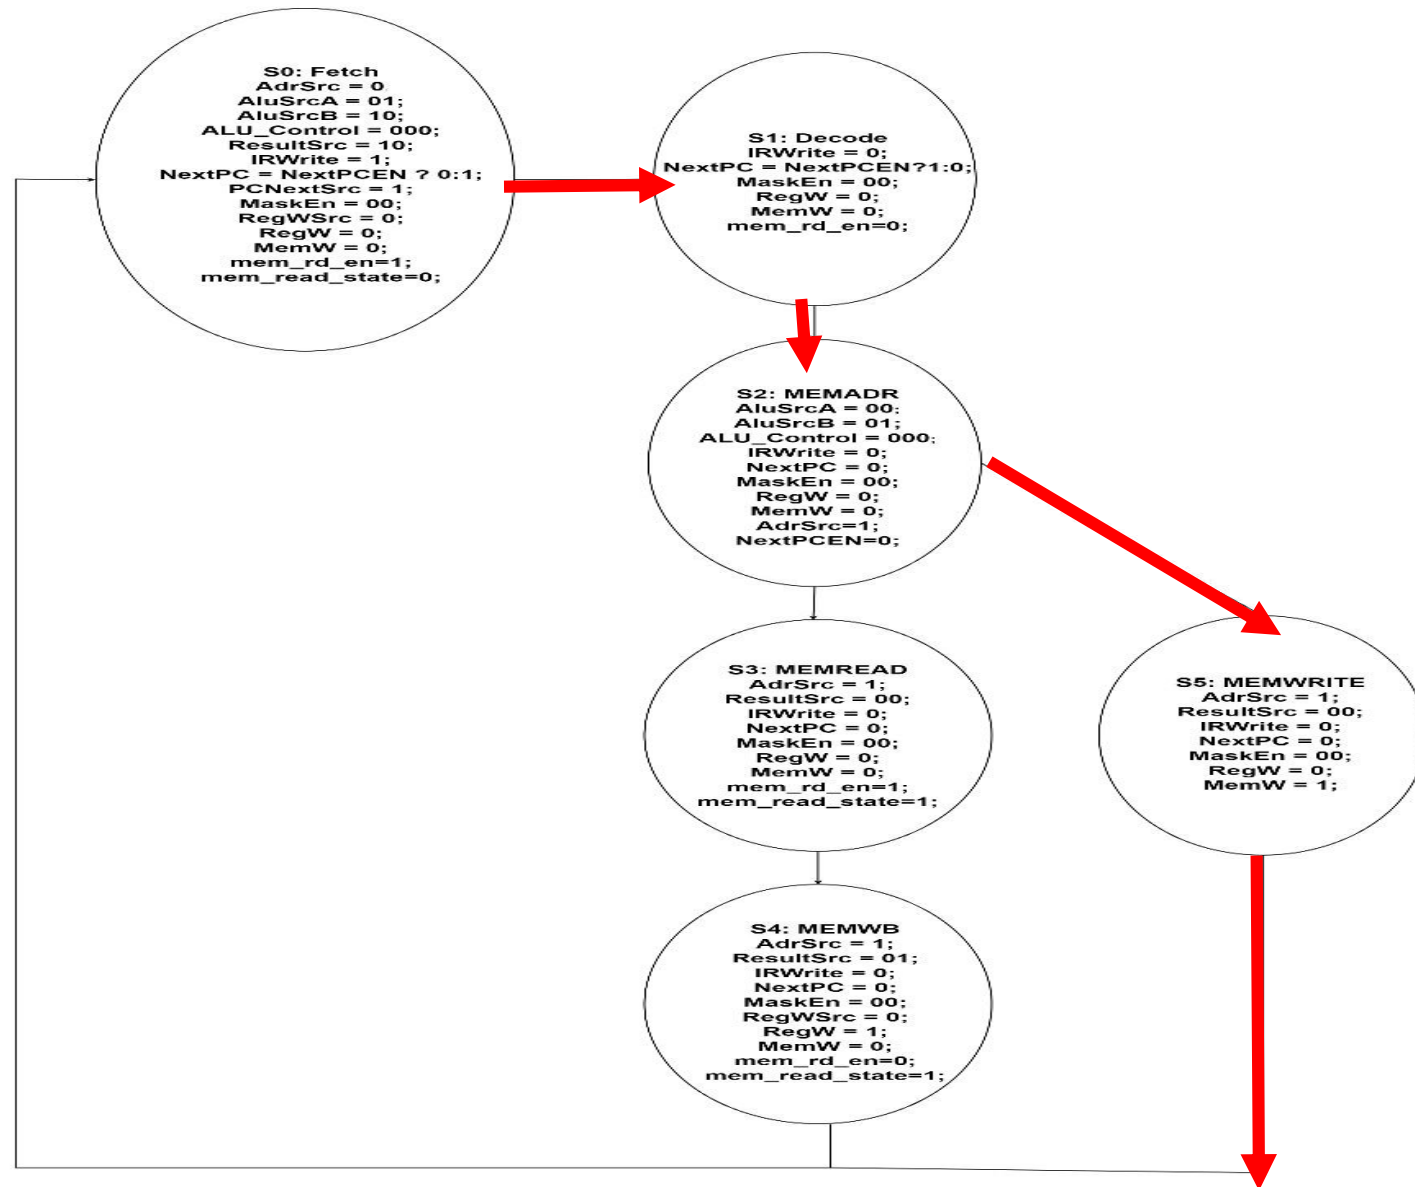 S0: Fetch
AdrSrc = 0
AluSrcA = 01;
AluSrcB = 10;
ALU_Control = 000;
ResultSrc = 10;
IRWrite = 1;
NextPC = NextPCEN ? 0:1;
PCNextSrc = 1;
MaskEn = 00;
RegWSrc = 0;
RegW = 0;
MemW = 0;
mem_rd_en=1;
mem_read_state=0;
S1: Decode
IRWrite = 0;
NextPC = NextPCEN?1:0;
MaskEn = 00;
RegW = 0;
MemW = 0;
mem_rd_en=0;
S2: MEMADR
AluSrcA = 00;
AluSrcB = 01;
ALU_Control = 000;
IRWrite = 0;
NextPC = 0;
MaskEn = 00;
RegW = 0;
MemW = 0;
AdrSrc=1;
NextPCEN=0;
S3: MEMREAD
AdrSrc = 1;
ResultSrc = 00;
IRWrite = 0;
NextPC = 0;
MaskEn = 00;
RegW = 0;
MemW = 0;
mem_rd_en=1;
mem_read_state=1;
S5: MEMWRITE
AdrSrc = 1;
ResultSrc = 00;
IRWrite = 0;
NextPC = 0;
MaskEn = 00;
RegW = 0;
MemW = 1;
S4: MEMWB
AdrSrc = 1;
ResultSrc = 01;
IRWrite = 0;
NextPC = 0;
MaskEn = 00;
RegWSrc = 0;
RegW = 1;
MemW = 0;
mem_rd_en=0;
mem_read_state=1;